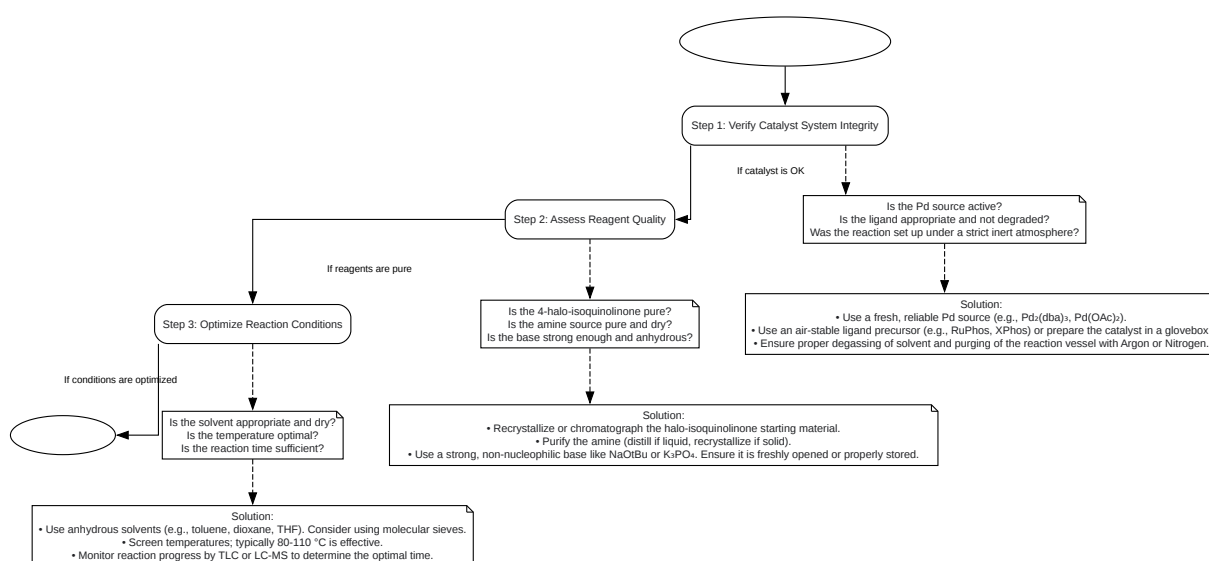 Step 1: Verify Catalyst System Integrity
If catalyst is OK
Is the Pd source active?
Is the ligand appropriate and not degraded?
Was the reaction set up under a strict inert atmosphere?
Step 2: Assess Reagent Quality
If reagents are pure
Solution:
• Use a fresh, reliable Pd source (e.g., Pd₂(dba)₃, Pd(OAc)₂).
• Use an air-stable ligand precursor (e.g., RuPhos, XPhos) or prepare the catalyst in a glovebox
• Ensure proper degassing of solvent and purging of the reaction vessel with Argon or Nitrogen.
Is the 4-halo-isoquinolinone pure?
Is the amine source pure and dry?
Is the base strong enough and anhydrous?
Step 3: Optimize Reaction Conditions
If conditions are optimized
Solution:
• Recrystallize or chromatograph the halo-isoquinolinone starting material.
• Purify the amine (distill if liquid, recrystallize if solid).
• Use a strong, non-nucleophilic base like NaOtBu or K₃PO₄. Ensure it is freshly opened or properly stored.
Is the solvent appropriate and dry?
Is the temperature optimal?
Is the reaction time sufficient?
Solution:
• Use anhydrous solvents (e.g., toluene, dioxane, THF). Consider using molecular sieves.
• Screen temperatures; typically 80-110 °C is effective.
• Monitor reaction progress by TLC or LC-MS to determine the optimal time.